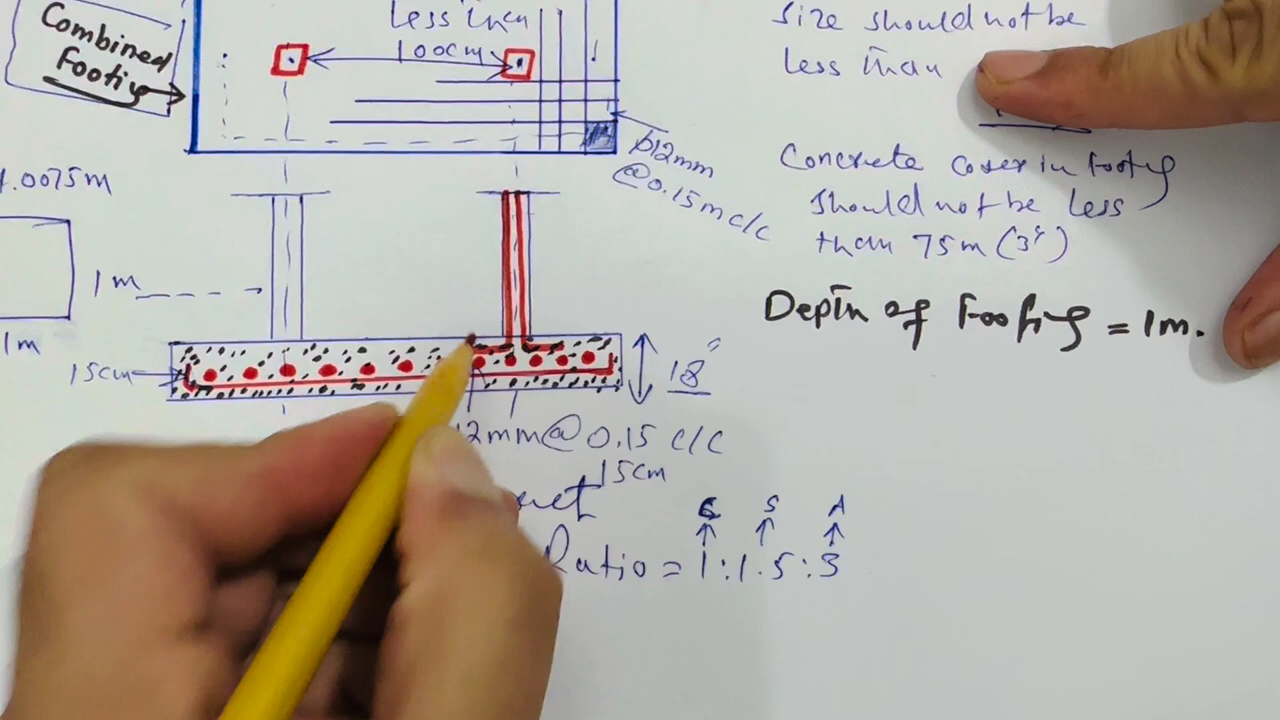 Combined
Footing
Less than
100cm
ϕ12mm
@0.15m c/c
.0075m
1m
1m
15cm
18"
12mm@ 0.15 c/c
15cm
Ratio = 1:1.5:3
C S A
Size should not be
Less than
Concrete cover in footing
should not be Less
than 75m (3")
Depth of Footing = 1m.